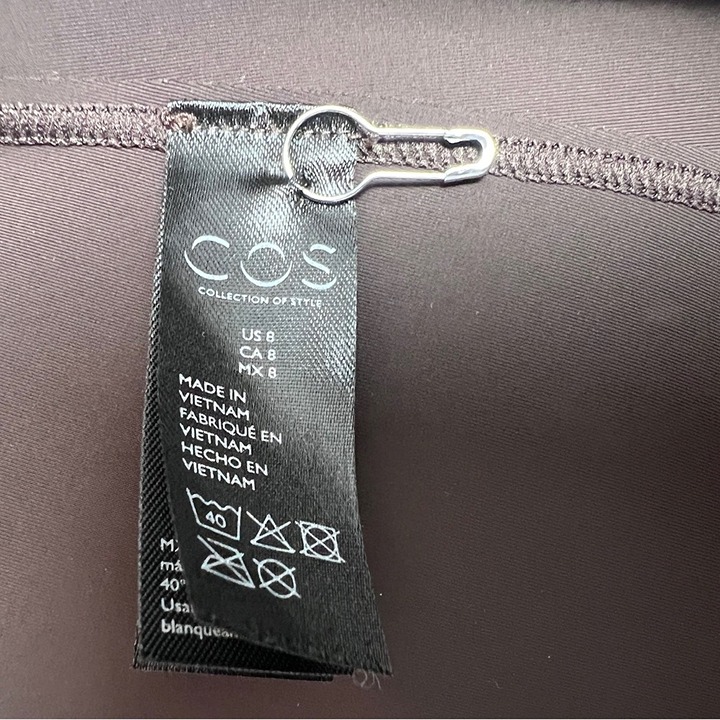 COS
COLLECTION OF STYLE
US 8
CA 8
MX 8
MADE IN
VIETNAM
FABRIQUÉ EN
VIETNAM
HECHO EN
VIETNAM
40
40°